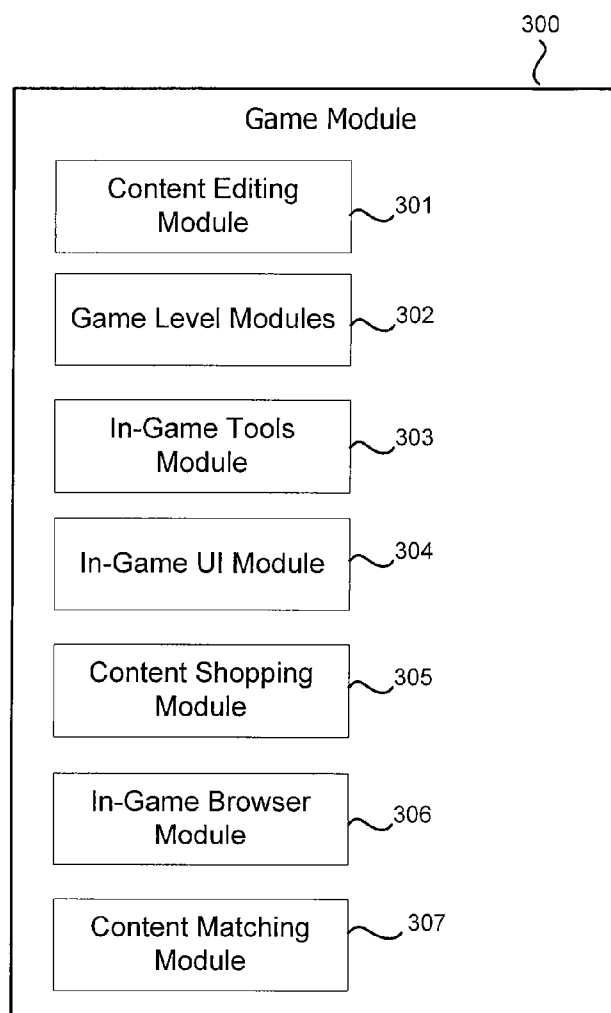 300
Game Module
Content Editing
Module
301
Game Level Modules
302
In-Game Tools
Module
303
In-Game UI Module
304
Content Shopping
Module
305
In-Game Browser
Module
306
Content Matching
Module
307